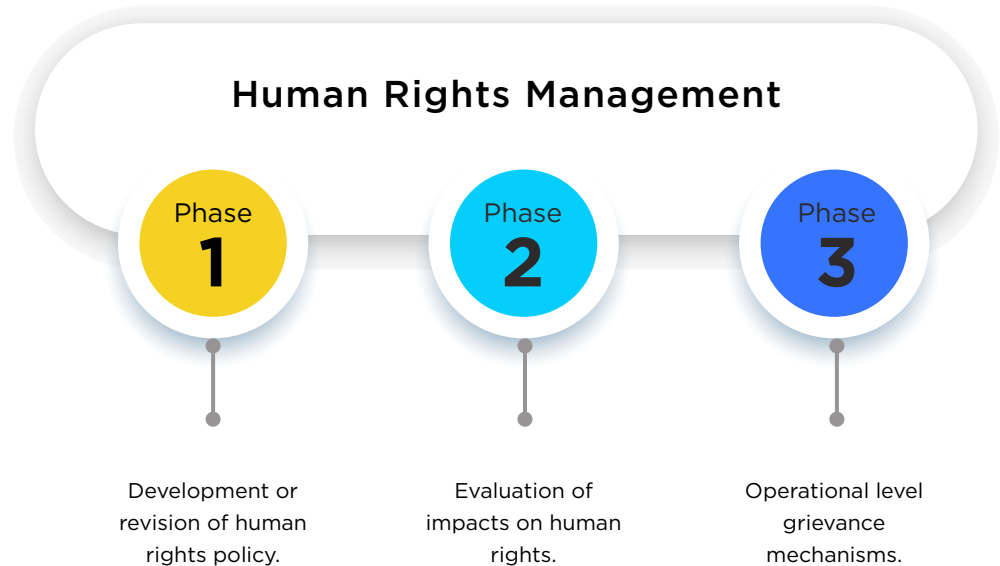 Human Rights Management
Phase
1
Phase
2
Phase
3
Development or
revision of human
rights policy.
Evaluation of
impacts on human
rights.
Operational level
grievance
mechanisms.